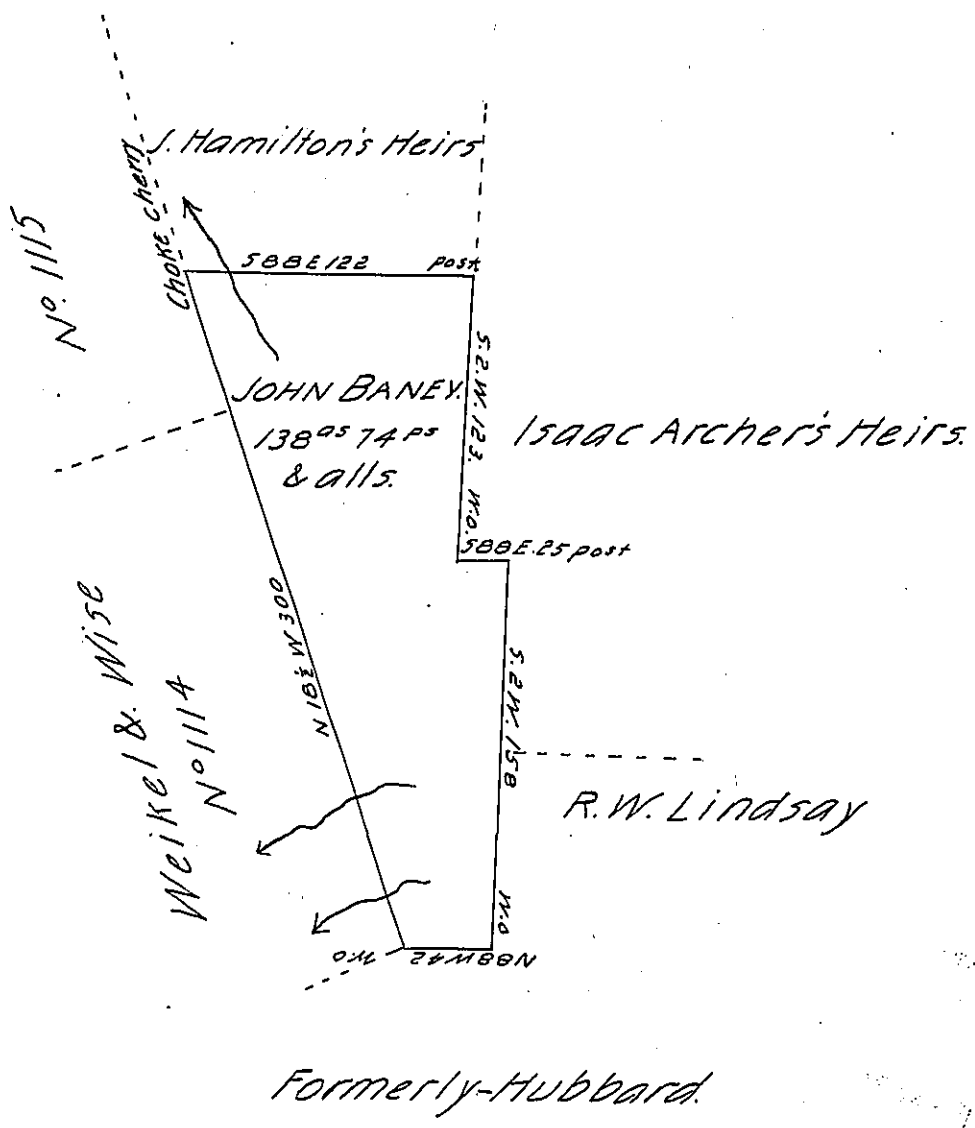 J. Hamilton's Heirs
Choke cherry
No. 1115
S88E122 post
S.2.W.123. W.O.
JOHN BANEY.
138as 74ps
& alls.
Isaac Archer's Heirs.
S88E.25 post
N18½W300
Weikel & Wise
No 1114
S.2W.158
W.O
R.W. Lindsay
N88W42
W.O
Formerly-Hubbard.